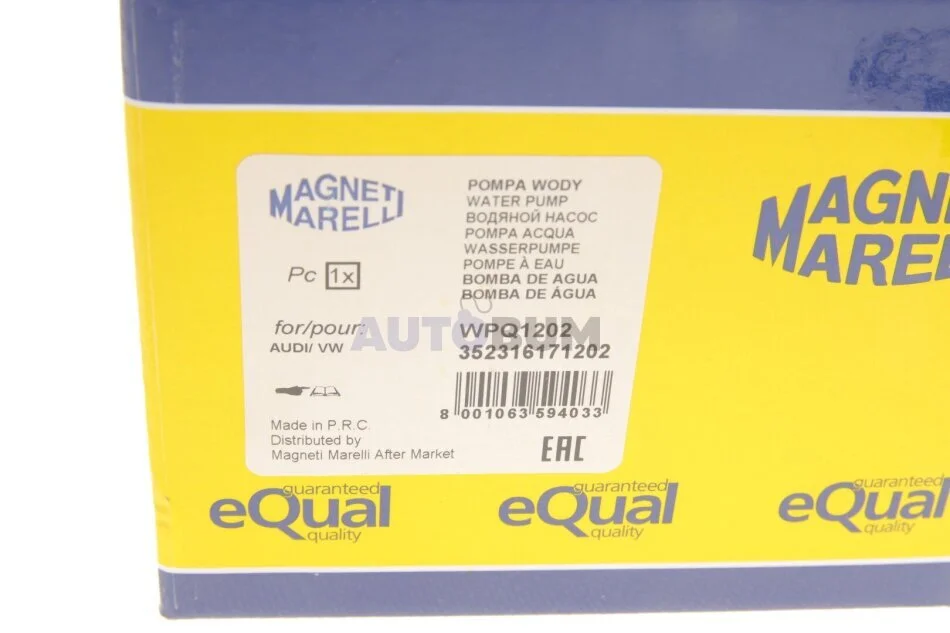 MAGNETI
MARELLI
POMPA WODY
WATER PUMP
ВОДЯНОЙ НАСОС
POMPA ACQUA
WASSERPUMPE
POMPE À EAU
BOMBA DE AGUA
BOMBA DE ÁGUA
Pc 1x
for/pour:
AUDI/ VW
WPQ1202
352316171202
AUTOBUM
8 001063 594033
Made in P.R.C.
Distributed by
Magneti Marelli After Market
EAC
MAGNE
MAREL
guaranteed
eQual
quality
guaranteed
eQual
quality
guaranteed
eQual
quality